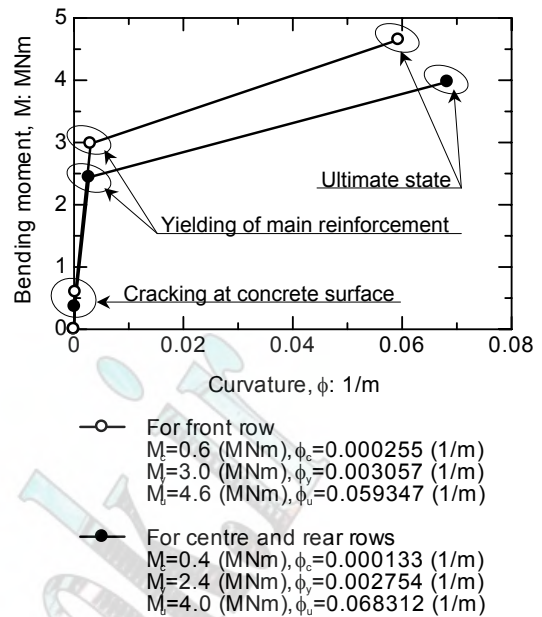 Bending moment, M: MNm
5
4
3
2
1
0
Ultimate state
Yielding of main reinforcement
Cracking at concrete surface
0 0.02 0.04 0.06 0.08
Curvature, ϕ: 1/m
For front row
Mc=0.6 (MNm), ϕc=0.000255 (1/m)
My=3.0 (MNm), ϕy=0.003057 (1/m)
Mu=4.6 (MNm), ϕu=0.059347 (1/m)
For centre and rear rows
Mc=0.4 (MNm), ϕc=0.000133 (1/m)
My=2.4 (MNm), ϕy=0.002754 (1/m)
Mu=4.0 (MNm), ϕu=0.068312 (1/m)